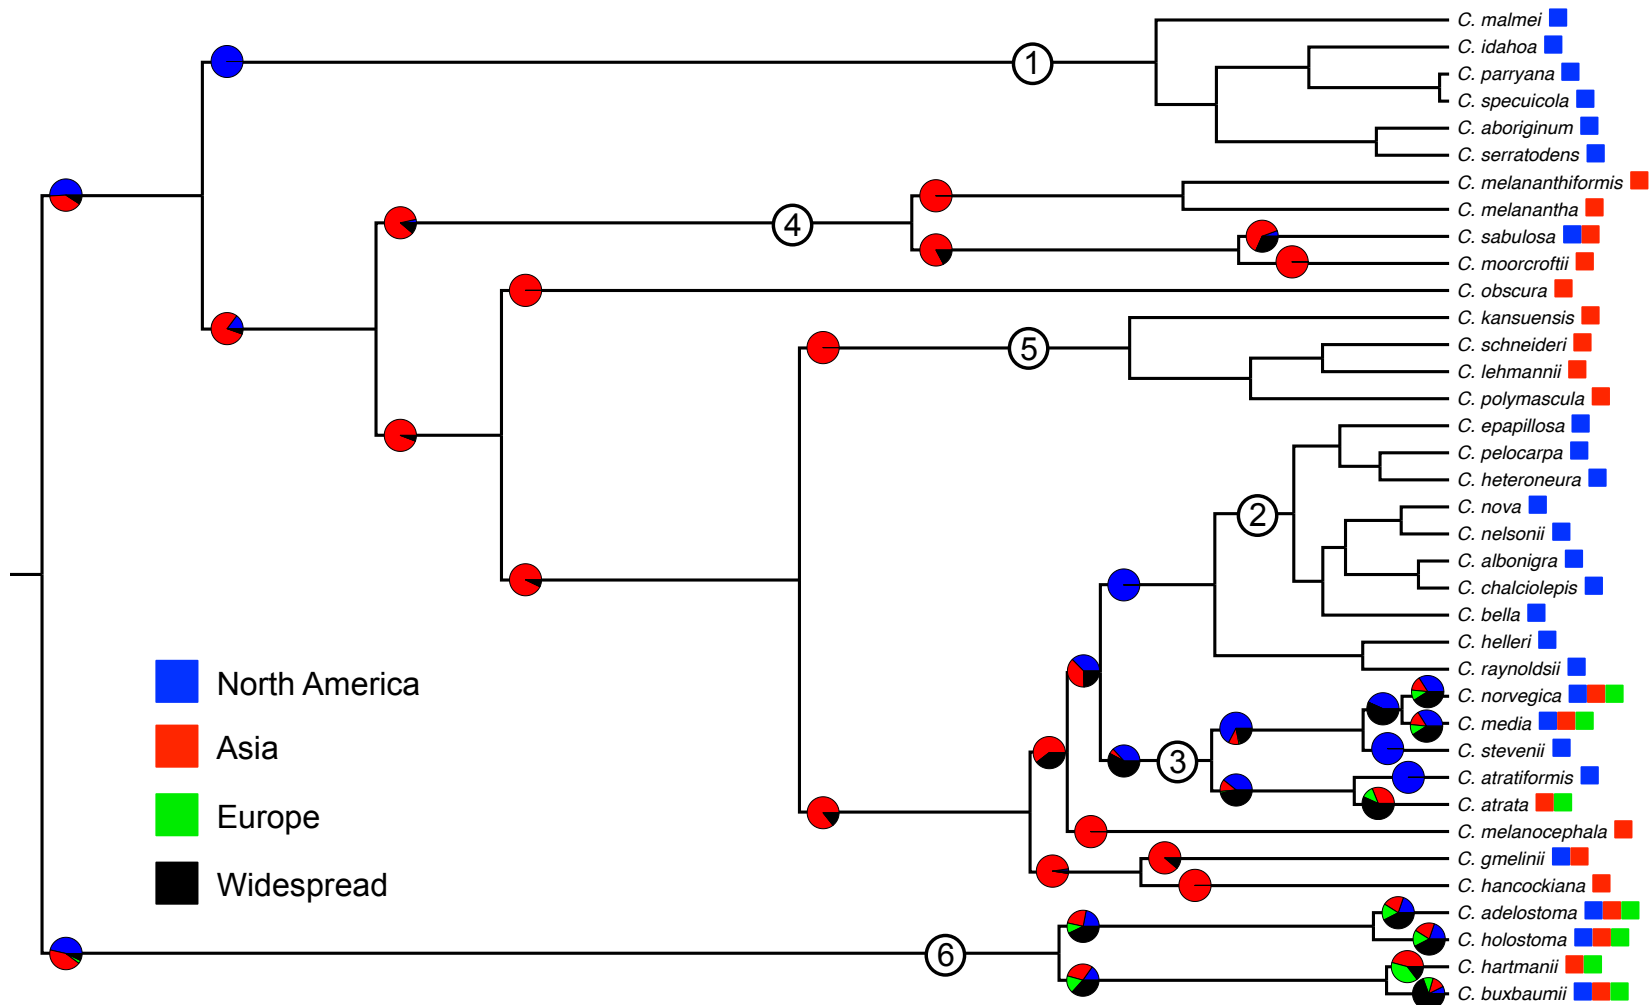 C. malmei
C. idahoa
1
C. parryana
C. specuicola
C. aboriginum
C. serratodens
C. melananthiformis
C. melanantha
4
C. sabulosa
C. moorcroftii
C. obscura
C. kansuensis
5
C. schneideri
C. lehmannii
C. polymascula
C. epapillosa
C. pelocarpa
C. heteroneura
C. nova
2
C. nelsonii
C. albonigra
C. chalciolepis
C. bella
C. helleri
C. raynoldsii
North America
C. norvegica
C. media
Asia
C. stevenii
3
C. atratiformis
C. atrata
Europe
C. melanocephala
C. gmelinii
Widespread
C. hancockiana
C. adelostoma
C. holostoma
6
C. hartmanii
C. buxbaumii